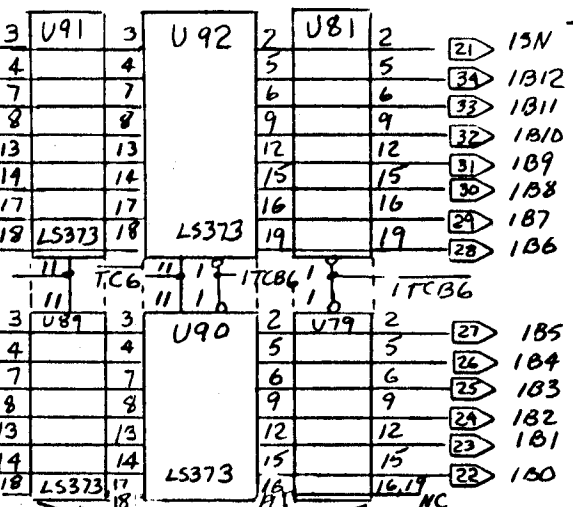 3 U91 3 U92 2 U81 2 21 1SN
4 4 5 5 34 1B12
7 7 6 6 33 1B11
8 8 9 9 32 1B10
13 13 12 12 31 1B9
14 14 15 15 30 1B8
17 17 16 16 29 1B7
18 LS373 18 LS373 19 19 28 1B6
11 TC6 11 1 1TCB6 1 1TCB6
11 11 1 1
3 U89 3 U90 2 U79 2 27 1B5
4 4 5 5 26 1B4
7 7 6 6 25 1B3
8 8 9 9 24 1B2
13 13 12 12 23 1B1
14 14 LS373 15 15 22 1B0
18 LS373 17 16 16,19
18 NC